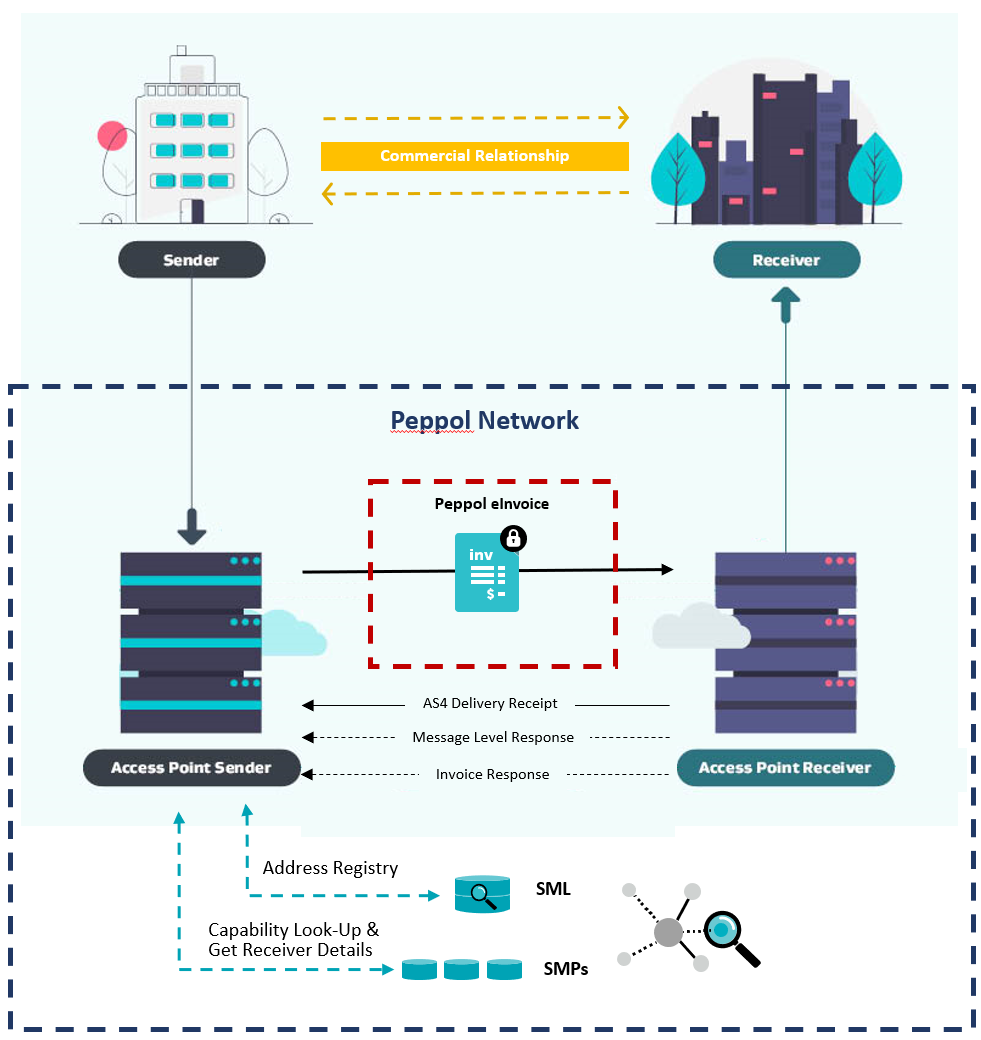 Commercial Relationship
Sender
Receiver
Peppol Network
Peppol eInvoice
inv
$
AS4 Delivery Receipt
Message Level Response
Invoice Response
Access Point Sender
Access Point Receiver
Address Registry
SML
Capability Look-Up &
Get Receiver Details
SMPs